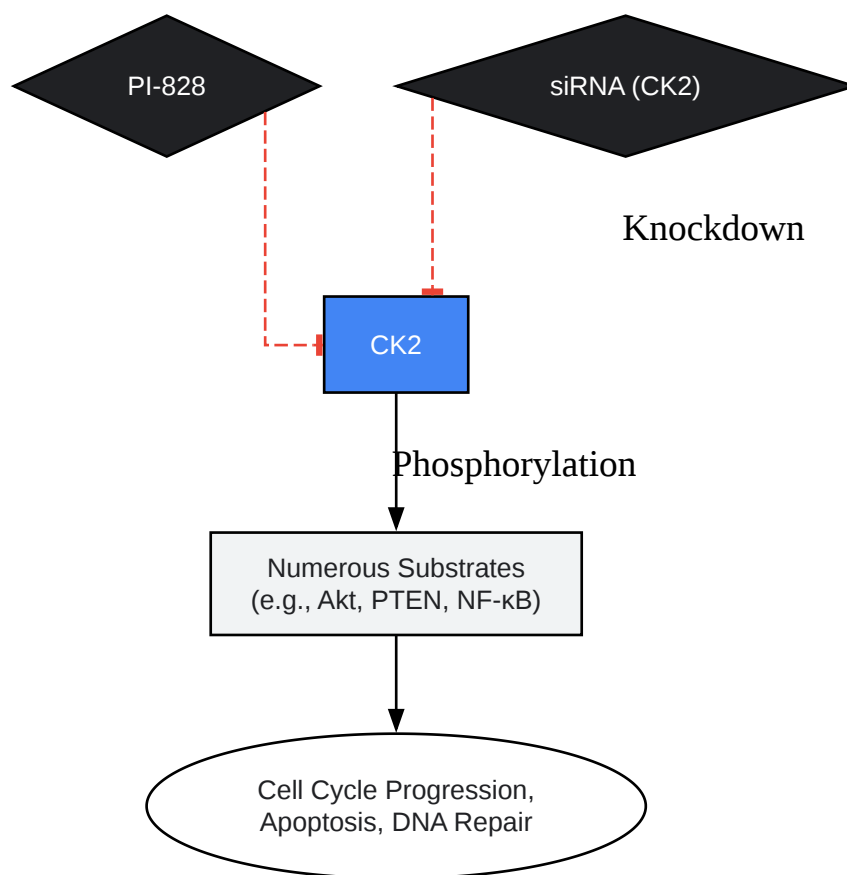 PI-828
siRNA (CK2)
Knockdown
CK2
Phosphorylation
Numerous Substrates
(e.g., Akt, PTEN, NF-κB)
Cell Cycle Progression,
Apoptosis, DNA Repair